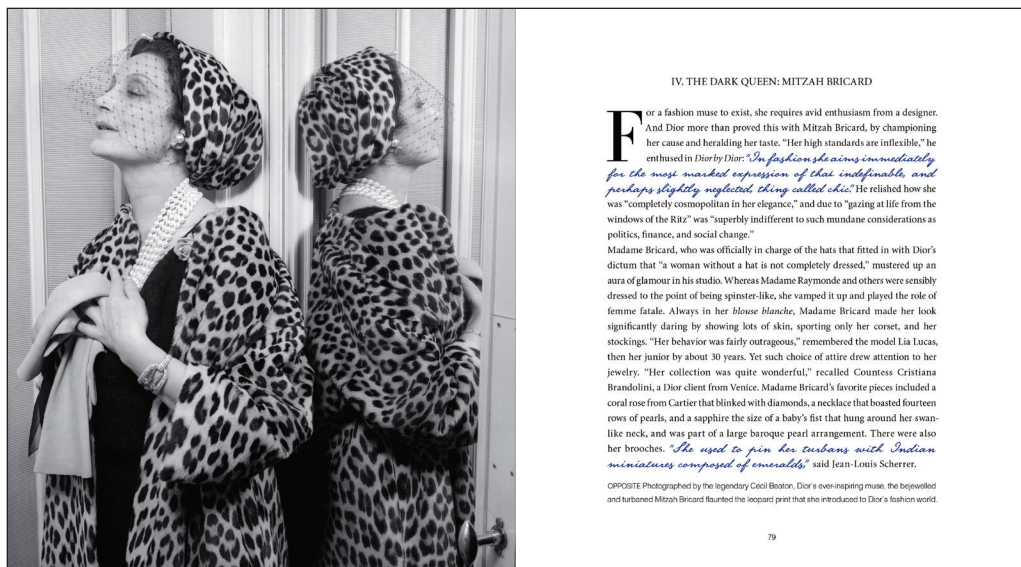 IV. THE DARK QUEEN: MITZAH BRICARD
For a fashion muse to exist, she requires avid enthusiasm from a designer.
And Dior more than proved this with Mitzah Bricard, by championing
her cause and heralding her taste. “Her high standards are inflexible,” he
enthused in Dior by Dior: “In fashion she aims immediately
for the most marked expression of that indefinable, and
perhaps slightly neglected, thing called chic.” He relished how she
was “completely cosmopolitan in her elegance,” and due to “gazing at life from the
windows of the Ritz” was “superbly indifferent to such mundane considerations as
politics, finance, and social change.”
Madame Bricard, who was officially in charge of the hats that fitted in with Dior’s
dictum that “a woman without a hat is not completely dressed,” mustered up an
aura of glamour in his studio. Whereas Madame Raymonde and others were sensibly
dressed to the point of being spinster-like, she vamped it up and played the role of
femme fatale. Always in her blouse blanche, Madame Bricard made her look
significantly daring by showing lots of skin, sporting only her corset, and her
stockings. “Her behavior was fairly outrageous,” remembered the model Lia Lucas,
then her junior by about 30 years. Yet such choice of attire drew attention to her
jewelry. “Her collection was quite wonderful,” recalled Countess Cristiana
Brandolini, a Dior client from Venice. Madame Bricard’s favorite pieces included a
coral rose from Cartier that blinked with diamonds, a necklace that boasted fourteen
rows of pearls, and a sapphire the size of a baby’s fist that hung around her swan-
like neck, and was part of a large baroque pearl arrangement. There were also
her brooches. “She used to pin her turbans with Indian
miniatures composed of emeralds,” said Jean-Louis Scherrer.
OPPOSITE Photographed by the legendary Cecil Beaton, Dior’s ever-inspiring muse, the bejewelled
and turbaned Mitzah Bricard flaunted the leopard print that she introduced to Dior’s fashion world.
79